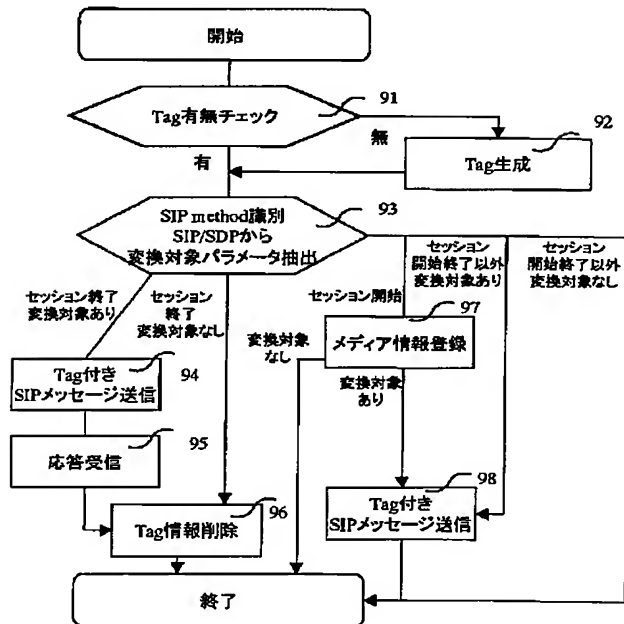 開始
Tag有無チェック
91
無
92
Tag生成
有
SIP method識別
SIP/SDPから
変換対象パラメータ抽出
93
セッション終了
変換対象あり
セッション
終了
変換対象なし
セッション開始
セッション
開始終了以外
変換対象あり
セッション
開始終了以外
変換対象なし
97
メディア情報登録
変換対象
なし
変換対象
あり
94
Tag付き
SIPメッセージ送信
95
応答受信
96
Tag情報削除
98
Tag付き
SIPメッセージ送信
終了